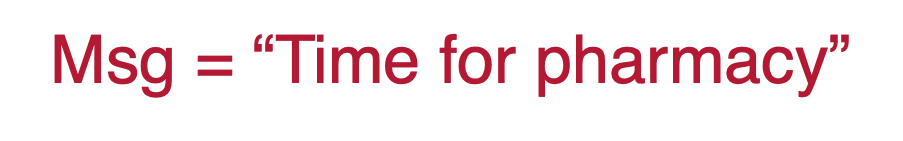 Msg = “Time for pharmacy”